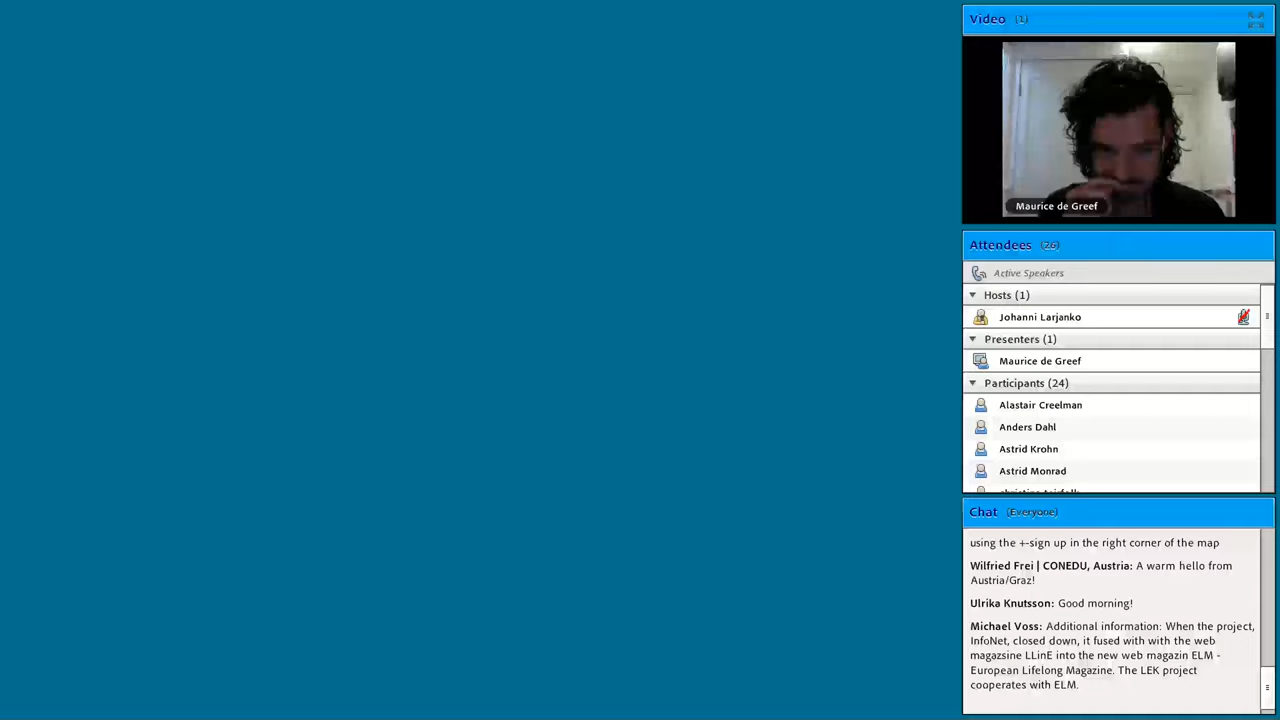 Video (1)
Maurice de Greef
Attendees (26)
Active Speakers
Hosts (1)
Johanni Larjanko
Presenters (1)
Maurice de Greef
Participants (24)
Alastair Creelman
Anders Dahl
Astrid Krohn
Astrid Monrad
Chat (Everyone)
using the +-sign up in the right corner of the map
Wilfried Frei | CONEDU, Austria: A warm hello from
Austria/Graz!
Ulrika Knutsson: Good morning!
Michael Voss: Additional information: When the project,
InfoNet, closed down, it fused with with the web
magazsine LLinE into the new web magazin ELM -
European Lifelong Magazine. The LEK project
cooperates with ELM.